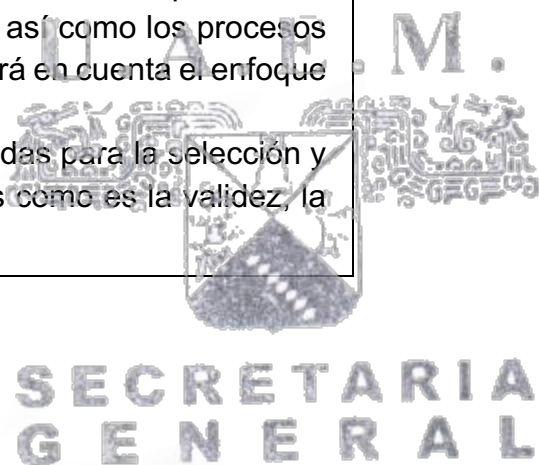 así como los procesos
U. A. E. M.
rá en cuenta el enfoque
das para la selección y
s como es la validez, la
SECRETARIA
GENERAL